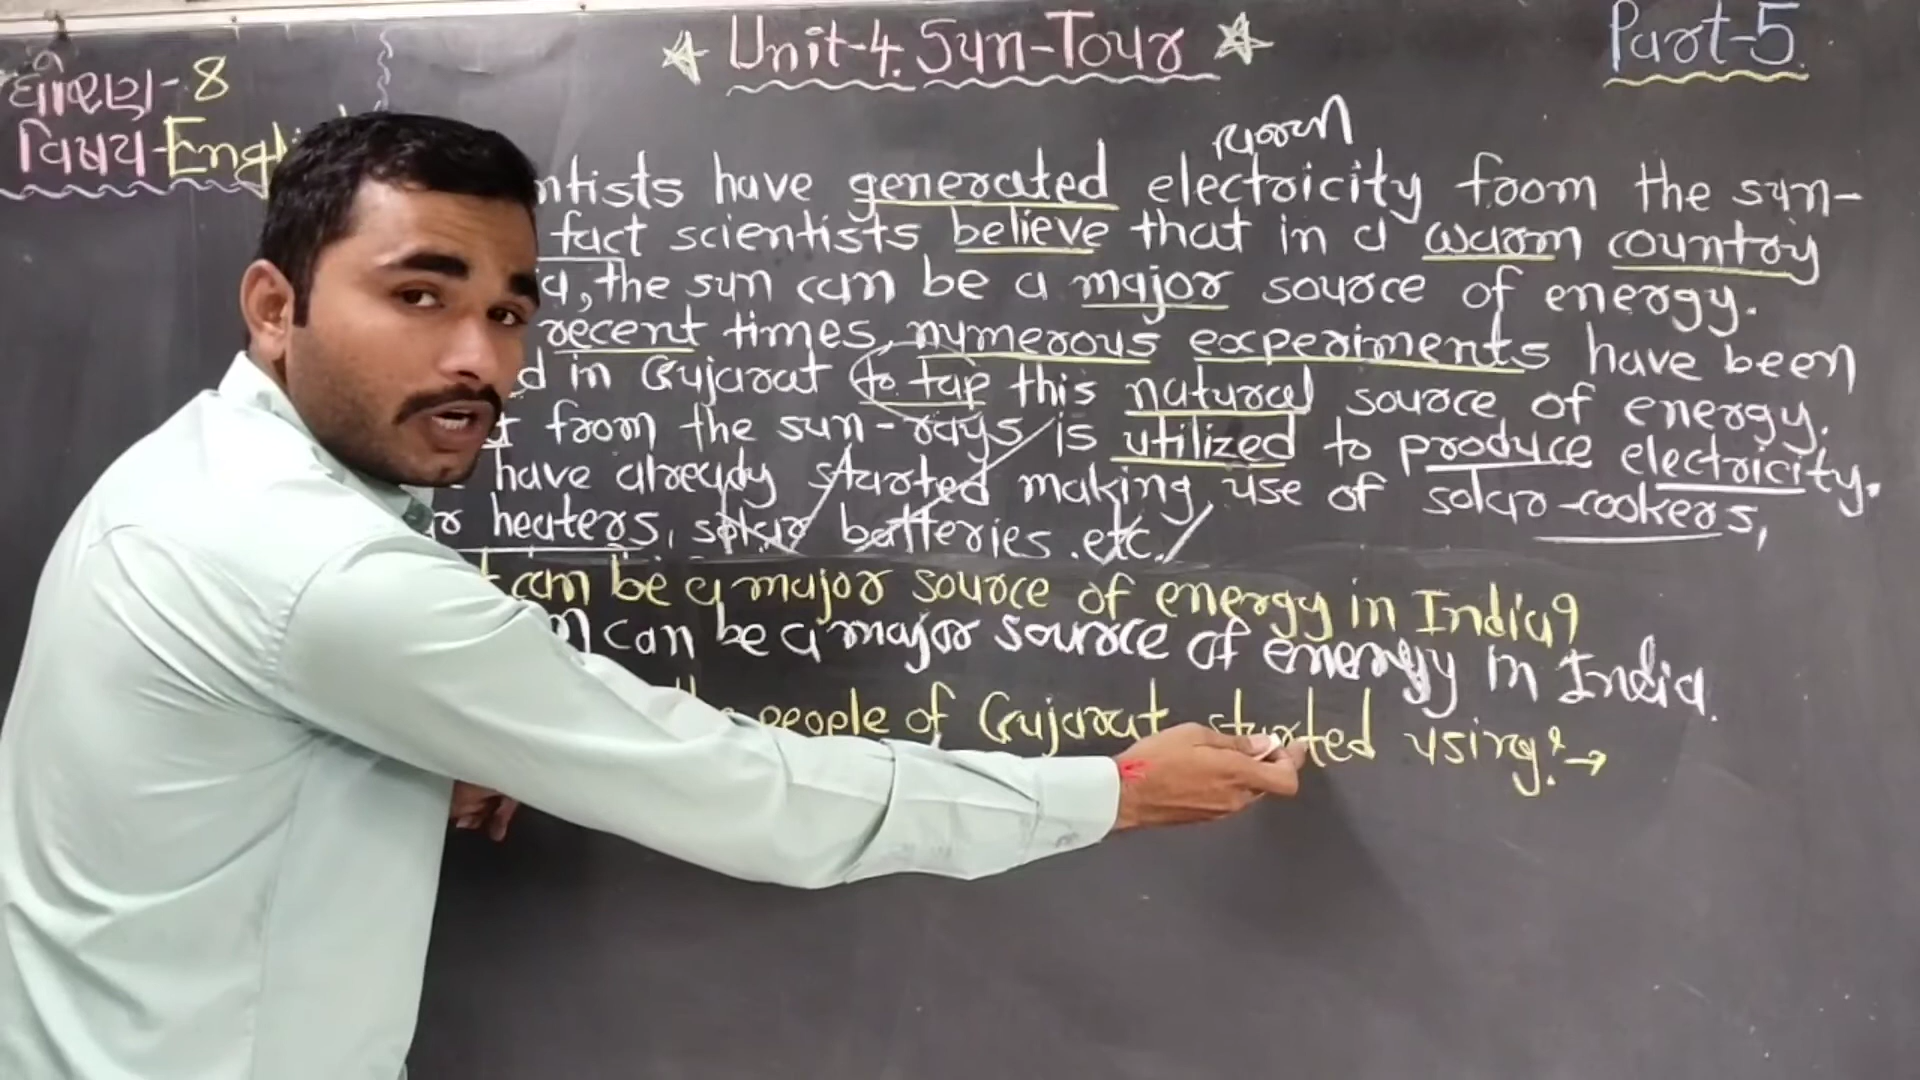 ધોરણ-8
વિષય-Engli
Unit-4. Sun-Tour
Part-5
ntists have generated electricity from the sun-
fact scientists believe that in a warm country
a, the sun can be a major source of energy.
recent times, numerous experiments have been
d in Gujarat to tap this natural source of energy.
from the sun-rays is utilized to produce electricity.
have already started making use of solar-cookers,
r heaters, solar batteries.etc.
can be a major source of energy in India?
can be a major source of energy in India.
people of Gujarat started using? →